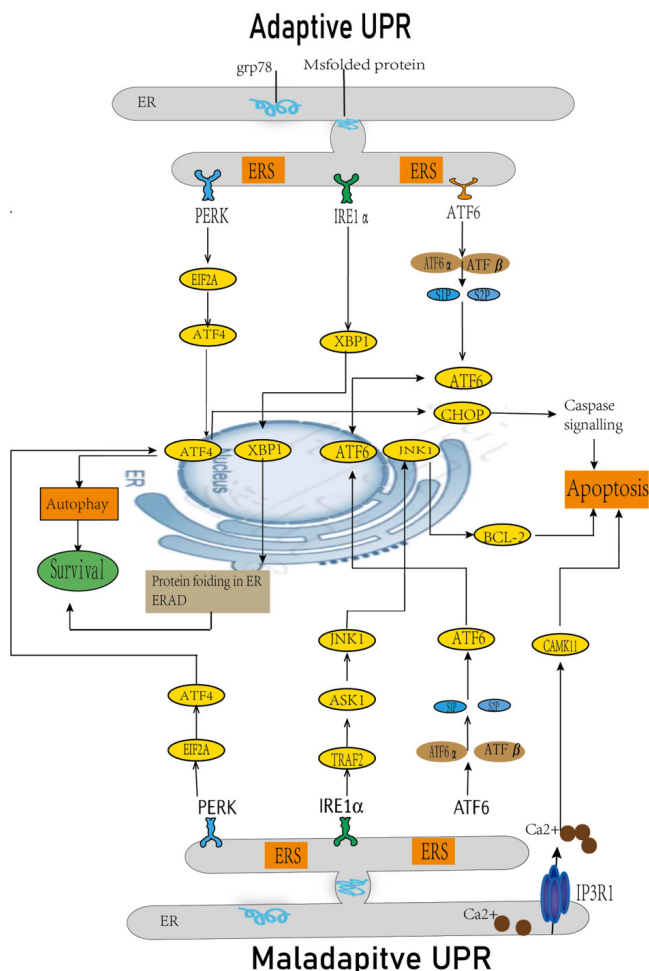 Adaptive UPR
grp78
Msfolded protein
ER
ERS
ERS
PERK
IRE1 α
ATF6
EIF2A
ATF6 α
ATF β
S1P
S2P
ATF4
XBP1
ATF6
CHOP
Caspase
signalling
ATF4
XBP1
ATF6
JNK1
Nucleus
ER
Autophay
Apoptosis
BCL-2
Survival
Protein foiding in ER
ERAD
JNK1
ATF6
CAMK11
ATF4
ASK1
S1P
S2P
EIF2A
TRAF2
ATF6 α
ATF β
PERK
IRE1α
ATF6
Ca2+
ERS
ERS
IP3R1
ER
Ca2+
Maladapitve UPR